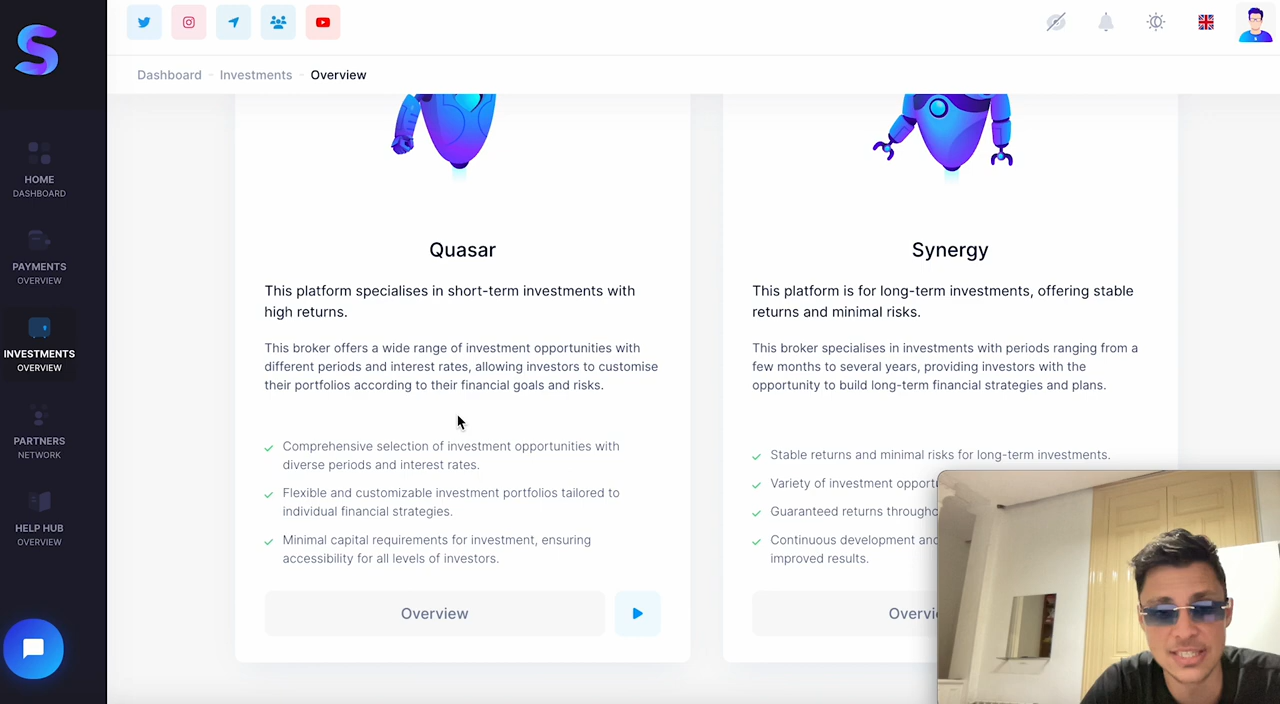 Dashboard - Investments - Overview
HOME
DASHBOARD
PAYMENTS
OVERVIEW
INVESTMENTS
OVERVIEW
PARTNERS
NETWORK
HELP HUB
OVERVIEW
Quasar
This platform specialises in short-term investments with
high returns.
This broker offers a wide range of investment opportunities with
different periods and interest rates, allowing investors to customise
their portfolios according to their financial goals and risks.
Comprehensive selection of investment opportunities with
diverse periods and interest rates.
Flexible and customizable investment portfolios tailored to
individual financial strategies.
Minimal capital requirements for investment, ensuring
accessibility for all levels of investors.
Overview
Synergy
This platform is for long-term investments, offering stable
returns and minimal risks.
This broker specialises in investments with periods ranging from a
few months to several years, providing investors with the
opportunity to build long-term financial strategies and plans.
Stable returns and minimal risks for long-term investments.
Variety of investment opportu
Guaranteed returns throughou
Continuous development and
improved results.
Overvi